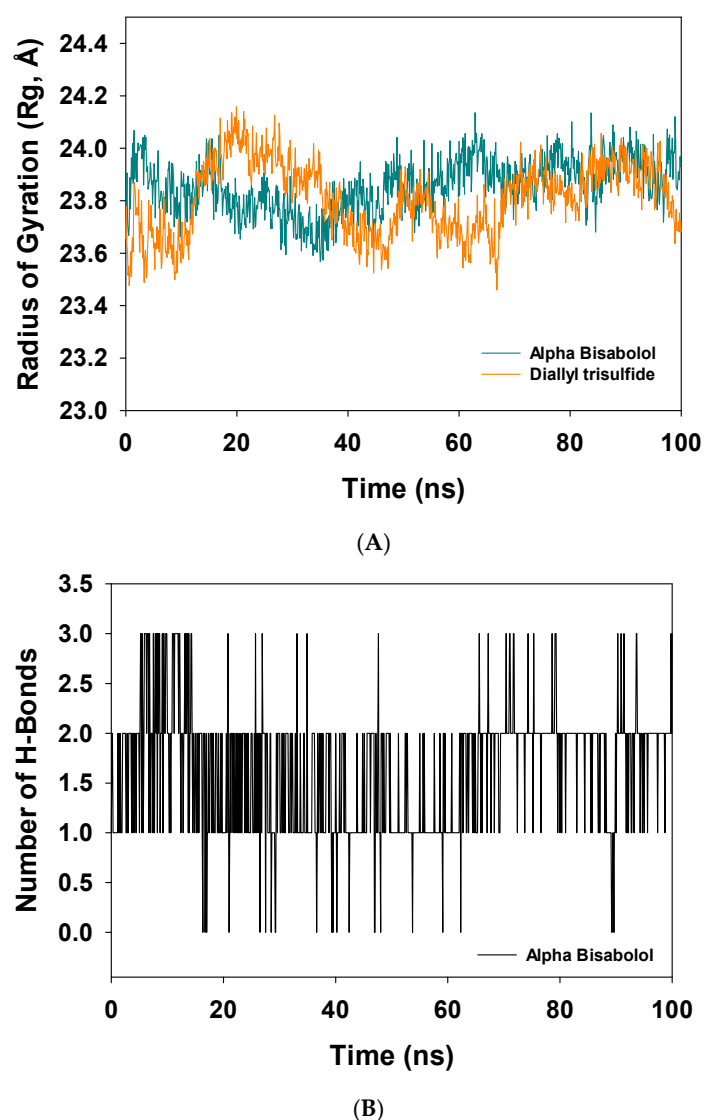 24.4
24.2
24.0
23.8
23.6
23.4
23.2
23.0
Radius of Gyration (Rg, Å)
Alpha Bisabolol
Diallyl trisulfide
0 20 40 60 80 100
Time (ns)
(A)
3.5
3.0
2.5
2.0
1.5
1.0
0.5
0.0
Number of H-Bonds
Alpha Bisabolol
0 20 40 60 80 100
Time (ns)
(B)